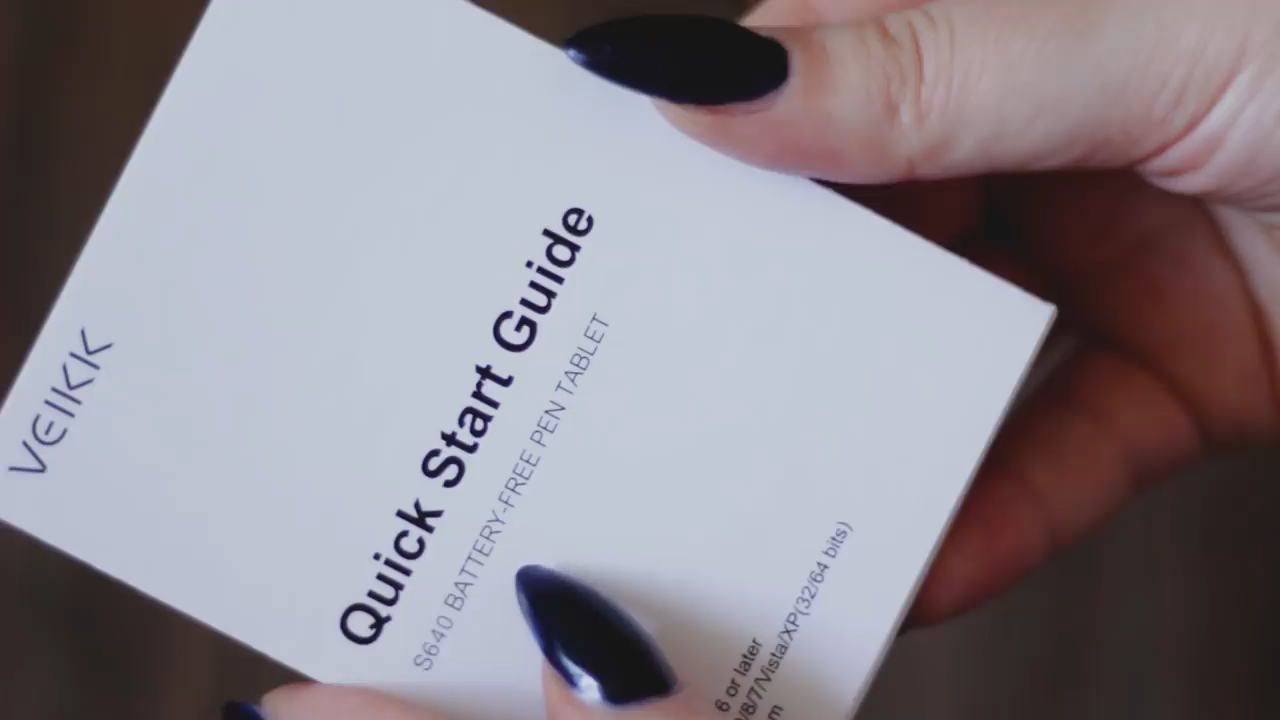 VEIKK
Quick Start Guide
S640 BATTERY-FREE PEN TABLET
6 or later
/8/7/Vista/XP(32/64 bits)
m